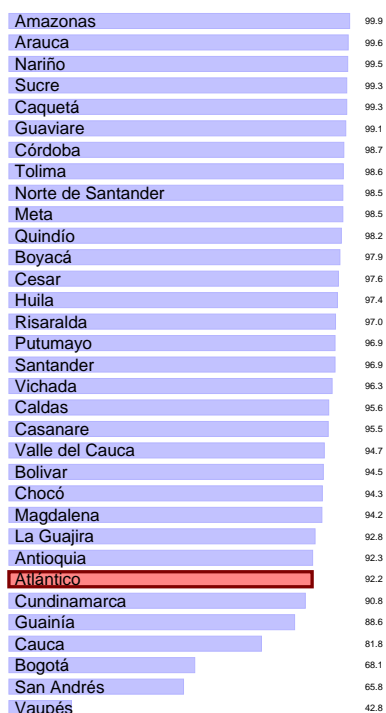 Amazonas 99.9
Arauca 99.6
Nariño 99.5
Sucre 99.3
Caquetá 99.3
Guaviare 99.1
Córdoba 98.7
Tolima 98.6
Norte de Santander 98.5
Meta 98.5
Quindío 98.2
Boyacá 97.9
Cesar 97.6
Huila 97.4
Risaralda 97.0
Putumayo 96.9
Santander 96.9
Vichada 96.3
Caldas 95.6
Casanare 95.5
Valle del Cauca 94.7
Bolivar 94.5
Chocó 94.3
Magdalena 94.2
La Guajira 92.8
Antioquia 92.3
Atlántico 92.2
Cundinamarca 90.8
Guainía 88.6
Cauca 81.8
Bogotá 68.1
San Andrés 65.8
Vaupés 42.8